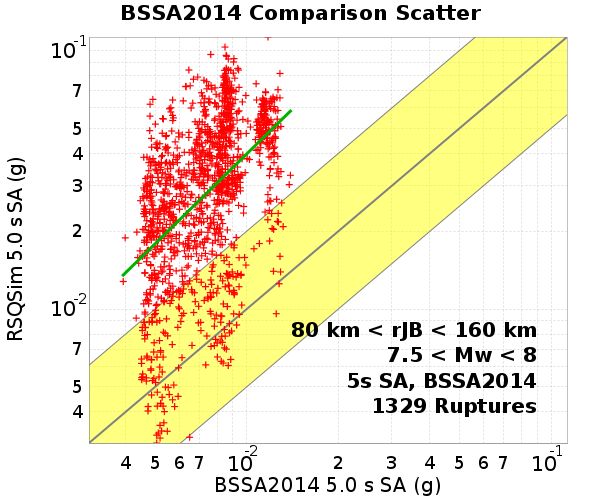 BSSA2014 Comparison Scatter
10-1
7
6
5
4
3
2
10-2
7
6
5
4
RSQSim 5.0 s SA (g)
80 km < rJB < 160 km
7.5 < Mw < 8
5s SA, BSSA2014
1329 Ruptures
4 5 6 7 10-2 2 3 4 5 6 7 10-1
BSSA2014 5.0 s SA (g)